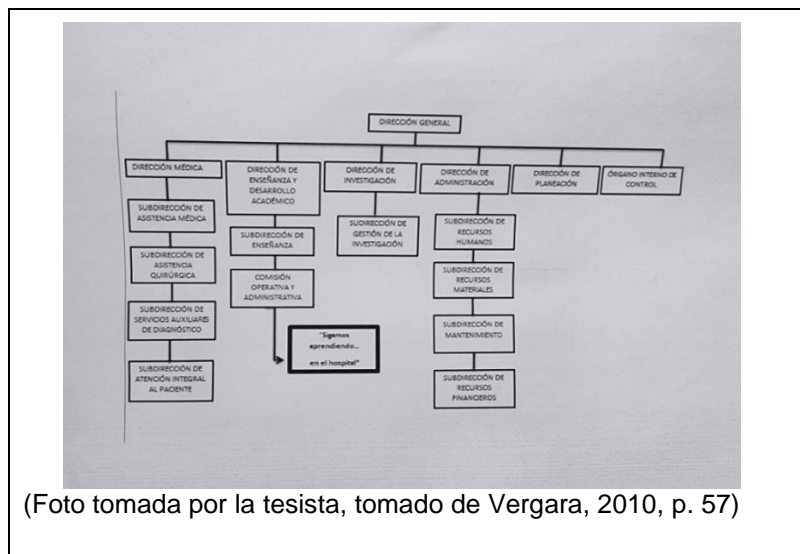 DIRECCIÓN GENERAL
DIRECCIÓN MÉDICA
DIRECCIÓN DE
ENSEÑANZA Y
DESARROLLO
ACADÉMICO
DIRECCIÓN DE
INVESTIGACIÓN
DIRECCIÓN DE
ADMINISTRACIÓN
DIRECCIÓN DE
PLANEACIÓN
ÓRGANO INTERNO DE
CONTROL
SUBDIRECCIÓN DE
ASISTENCIA MÉDICA
SUBDIRECCIÓN DE
ENSEÑANZA
SUDIRECCIÓN DE
GESTIÓN DE LA
INVESTIGACIÓN
SUBDIRECCIÓN DE
RECURSOS
HUMANOS
SUBDIRECCIÓN DE
ASISTENCIA
QUIRÚRGICA
COMISIÓN
OPERATIVA Y
ADMINISTRATIVA
SUBDIRECCIÓN DE
RECURSOS
MATERIALES
SUBDIRECCIÓN DE
SERVICIOS AUXILIARES
DE DIAGNÓSTICO
"Sigamos
aprendiendo...
en el hospital"
SUBDIRECCIÓN DE
MANTENIMIENTO
SUBDIRECCIÓN DE
ATENCIÓN INTEGRAL
AL PACIENTE
SUBDIRECCIÓN DE
RECURSOS
FINANCIEROS
(Foto tomada por la tesista, tomado de Vergara, 2010, p. 57)